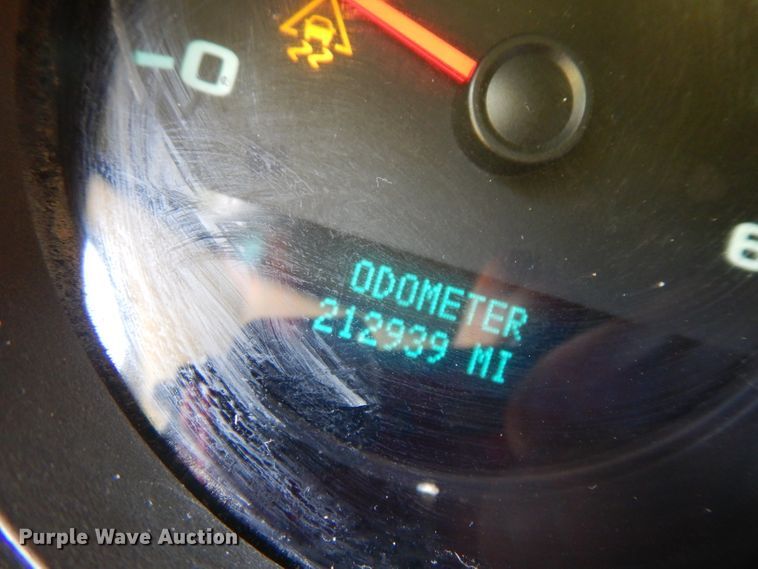 0
6
ODOMETER
212939 MI
Purple Wave Auction